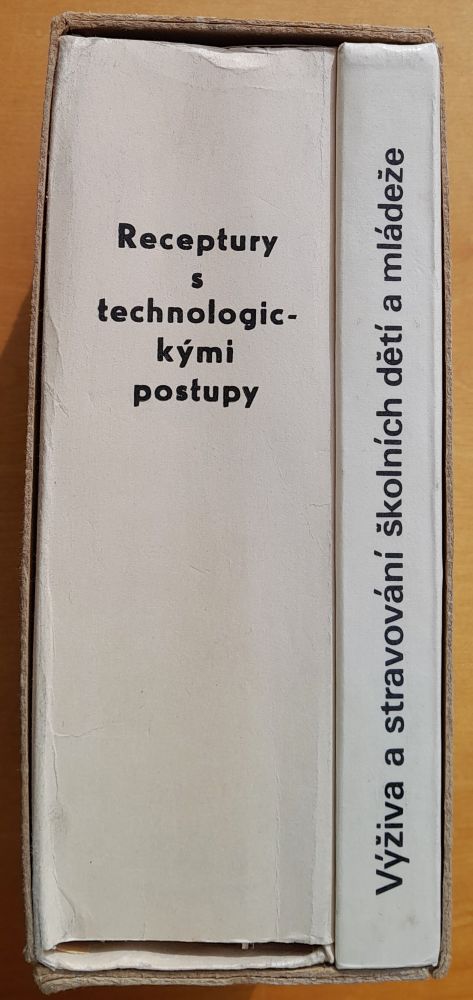 Receptury
s
technologic-
kými
postupy
Výživa a stravování školních dětí a mládeže